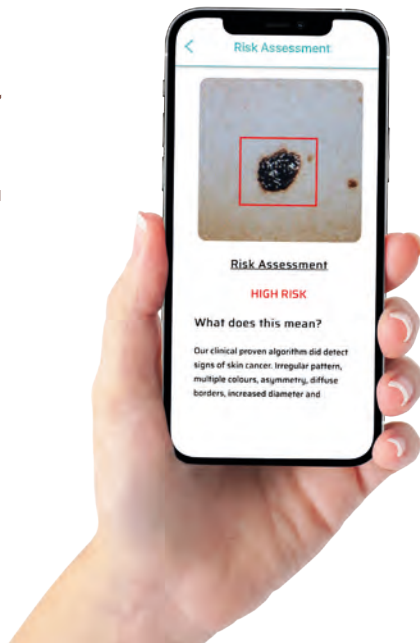 Risk Assessment
Risk Assessment
HIGH RISK
What does this mean?
Our clinical proven algorithm did detect
signs of skin cancer. Irregular pattern,
multiple colours, asymmetry, diffuse
borders, increased diameter and